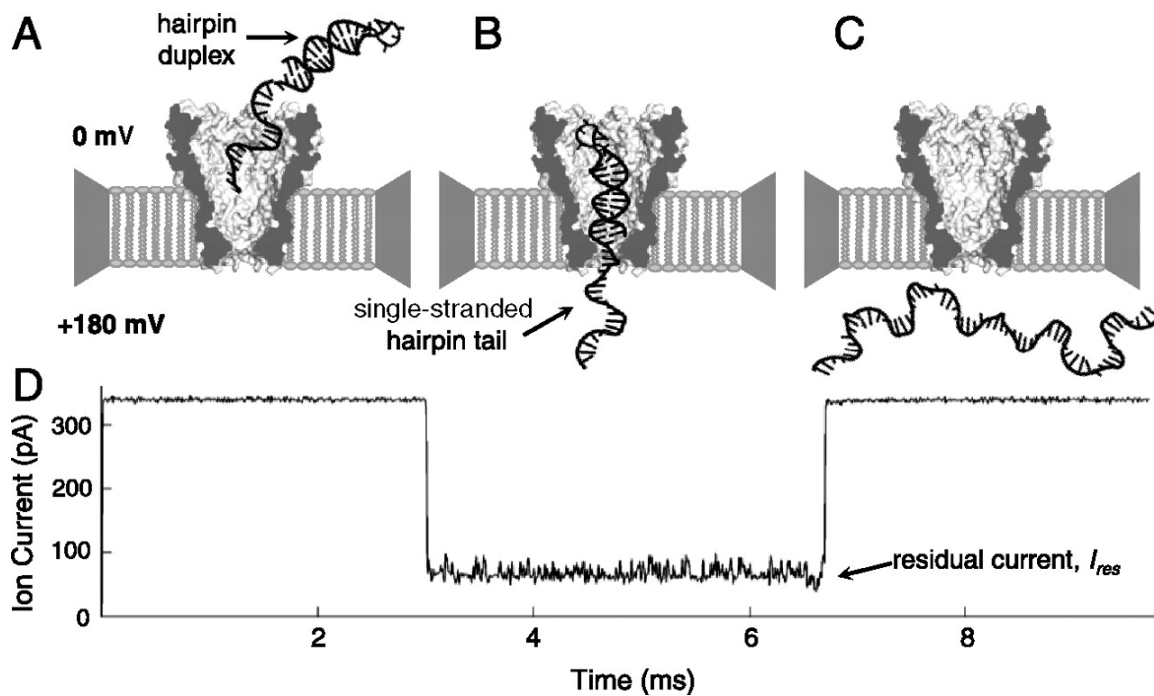 A
hairpin
duplex
B
C
0 mV
+180 mV
single-stranded
hairpin tail
D
Ion Current (pA)
300
200
100
0
residual current, Ires
2
4
6
8
Time (ms)